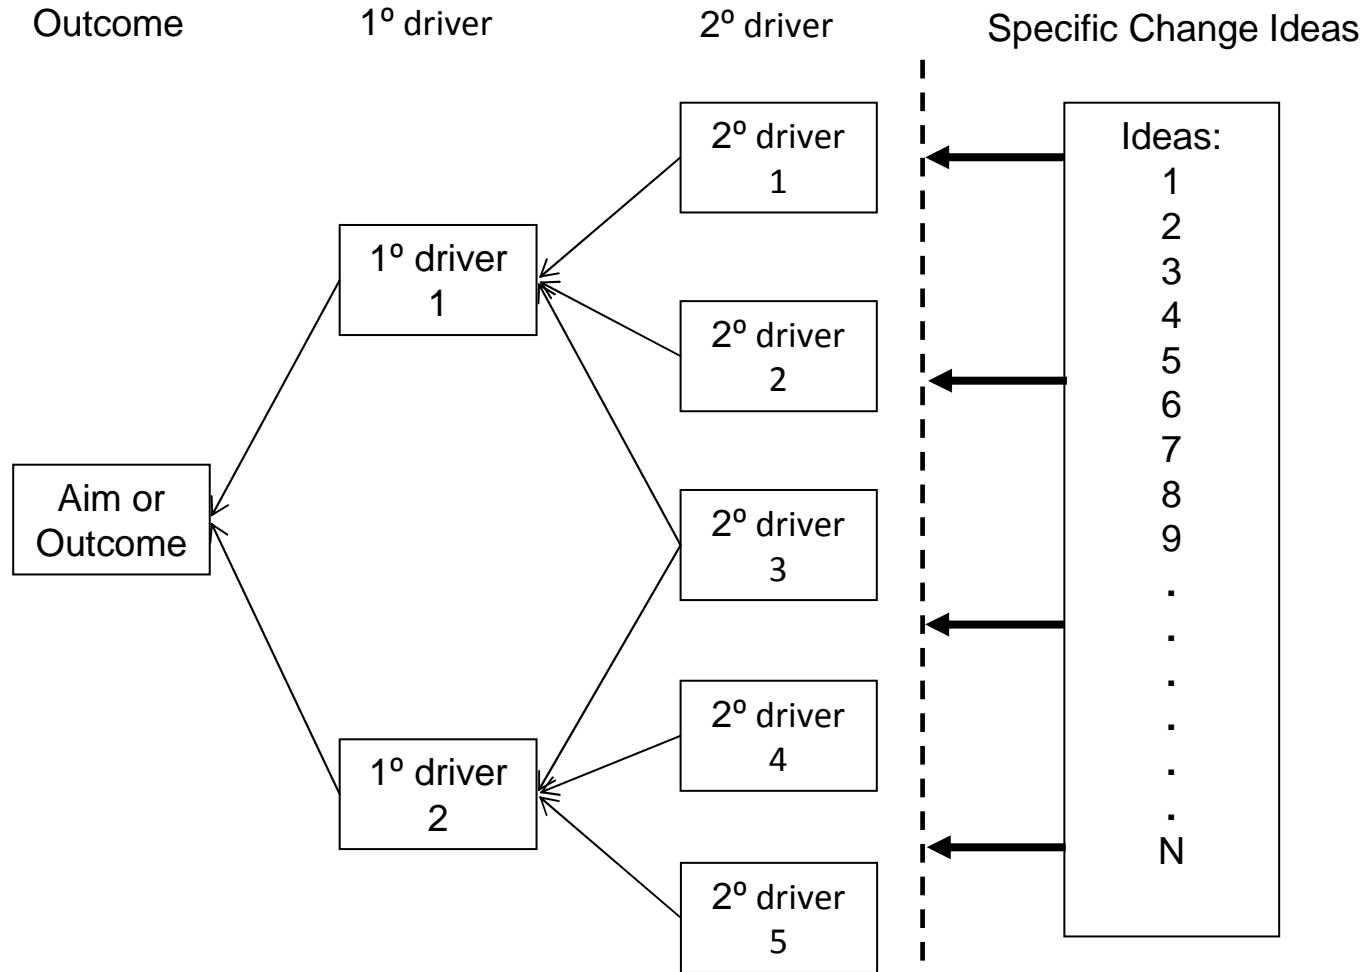 Outcome
1º driver
2º driver
Specific Change Ideas
2º driver
1
1º driver
1
2º driver
2
Aim or
Outcome
2º driver
3
1º driver
2
2º driver
4
2º driver
5
Ideas:
1
2
3
4
5
6
7
8
9
.
.
.
.
.
.
N